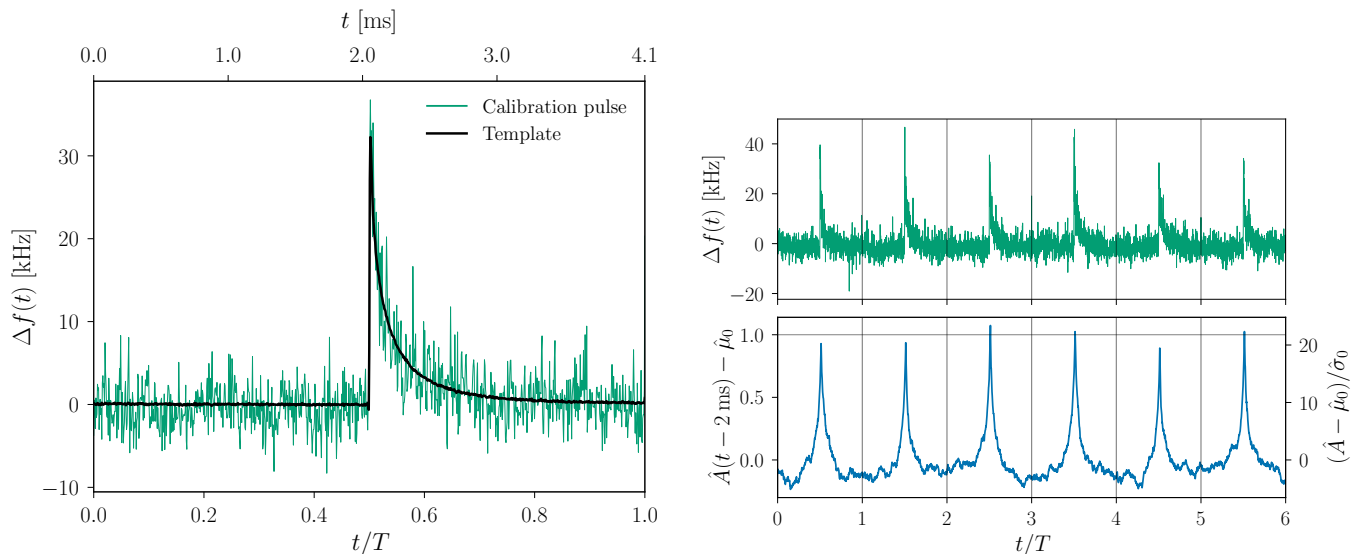 t [ms]
0.0 1.0 2.0 3.0 4.1
Calibration pulse
Template
30
20
10
0
−10
Δf(t) [kHz]
0.0 0.2 0.4 0.6 0.8 1.0
t/T
40
20
0
−20
Δf(t) [kHz]
1.0
0.5
0.0
Â(t − 2 ms) − μ̂₀
20
10
0
(Â − μ̂₀)/σ̂₀
0 1 2 3 4 5 6
t/T